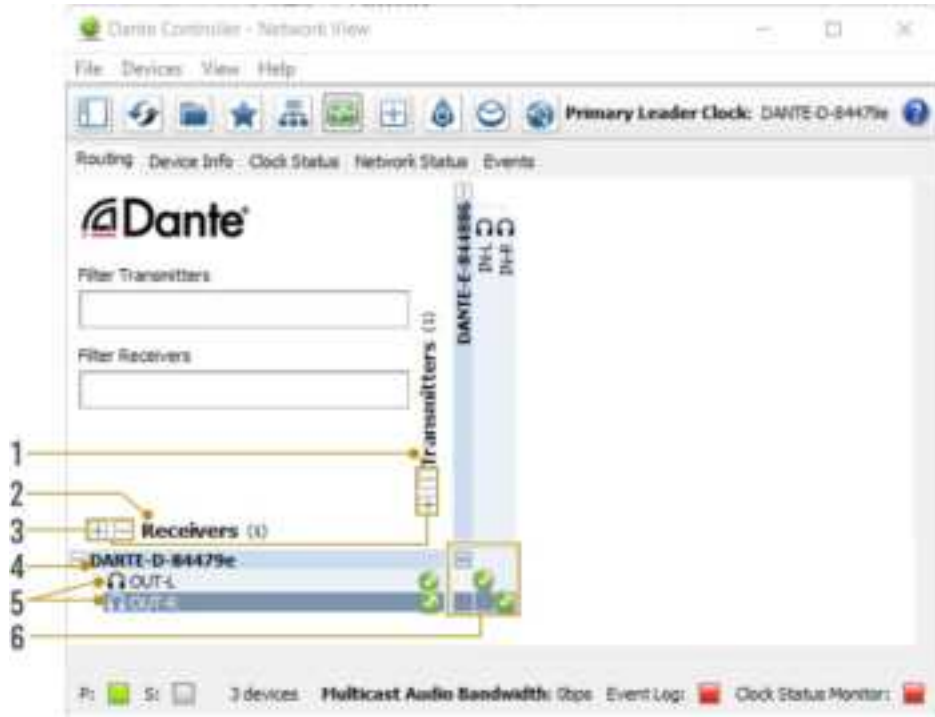 Dante Controller - Network View
File Devices View Help
Primary Leader Clock: DANTE-D-84479e
Routing Device Info Clock Status Network Status Events
Dante
Filter Transmitters
Filter Receivers
Transmitters (1)
DANTE-E-844886
IN-L
IN-R
1
2
3
Receivers (1)
4
DANTE-D-84479e
5
OUT-L
OUT-R
6
P: S: 3 devices Multicast Audio Bandwidth: 0bps Event Log: Clock Status Monitor: